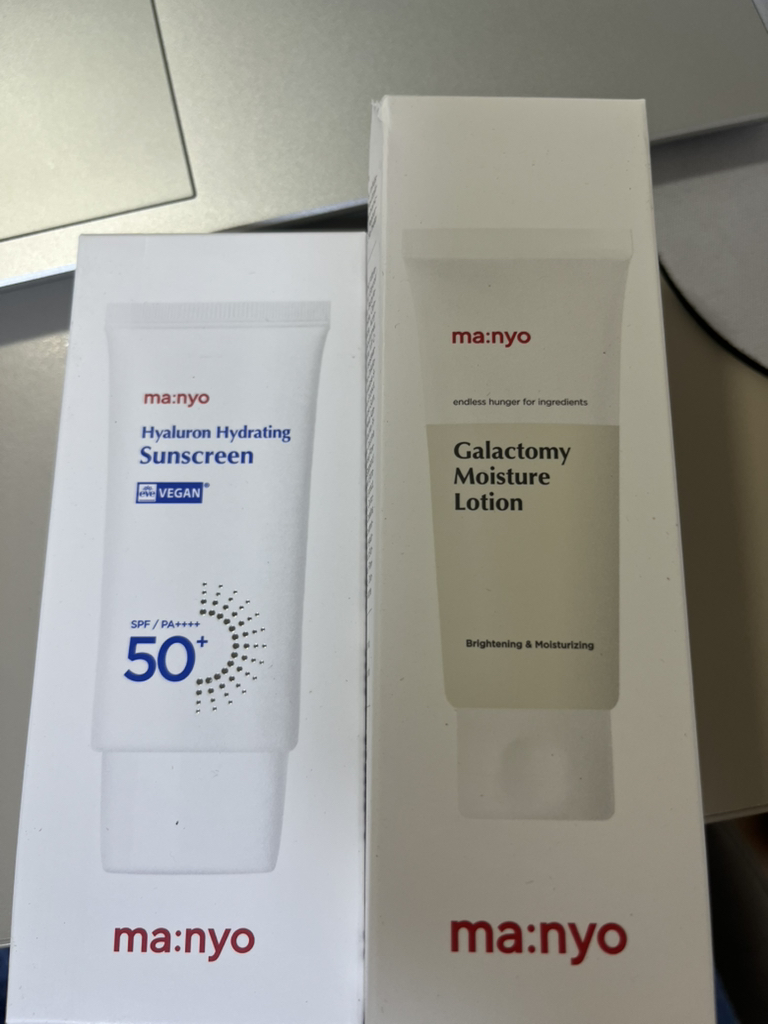 ma:nyo
Hyaluron Hydrating
Sunscreen
eve VEGAN®
SPF / PA++++
50+
ma:nyo
ma:nyo
endless hunger for ingredients
Galactomy
Moisture
Lotion
Brightening & Moisturizing
ma:nyo